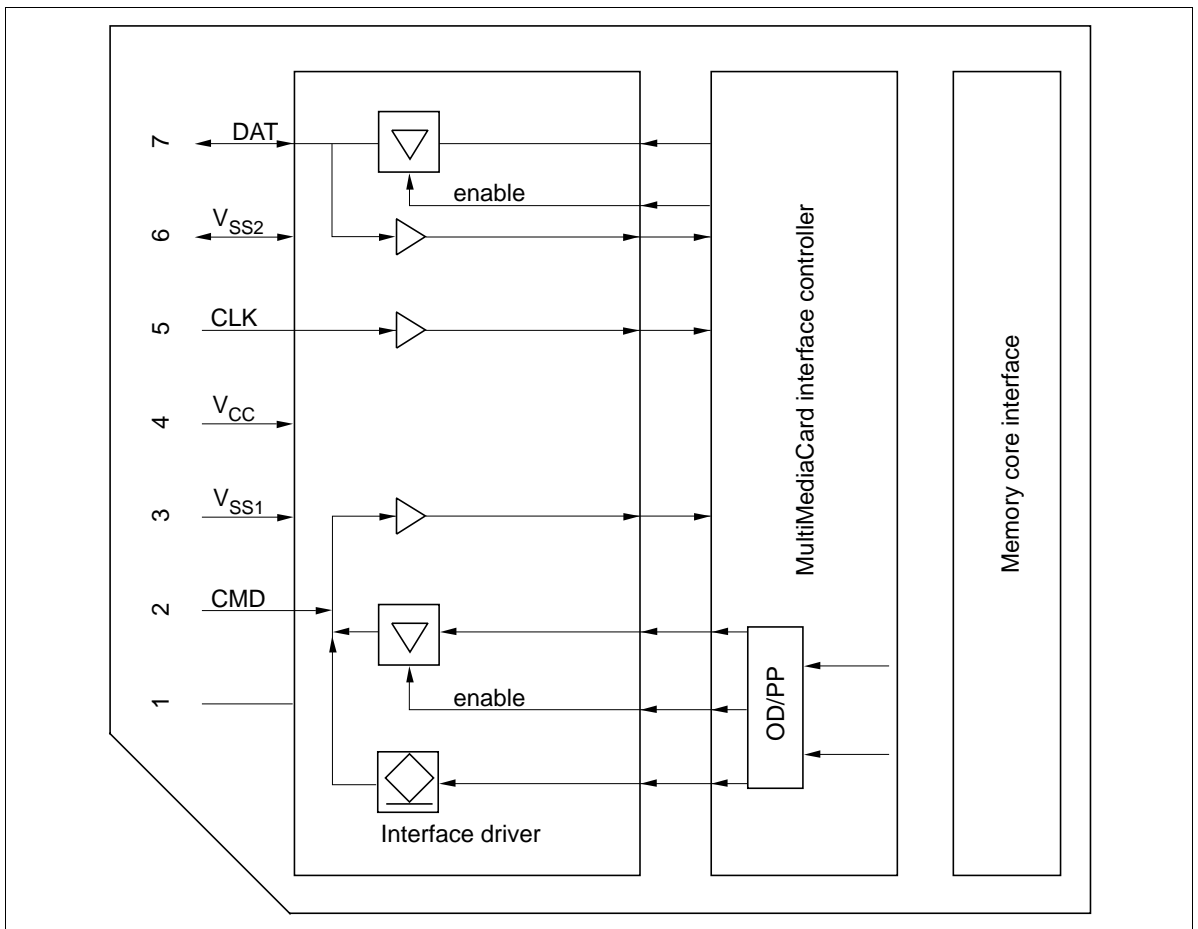 7 DAT
enable
6 VSS2
5 CLK
4 VCC
3 VSS1
2 CMD
1
enable
Interface driver
OD/PP
MultiMediaCard interface controller
Memory core interface